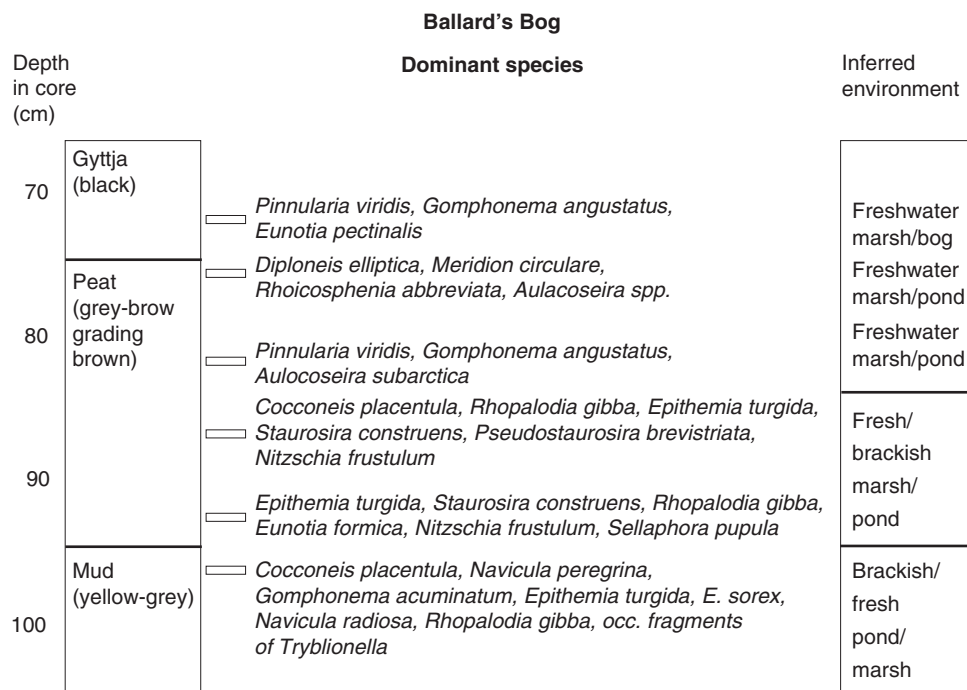 Ballard's Bog
Depth
in core
(cm)
Dominant species
Inferred
environment
Gyttja
(black)
70
Pinnularia viridis, Gomphonema angustatus,
Eunotia pectinalis
Freshwater
marsh/bog
Peat
(grey-brow
grading
brown)
Diploneis elliptica, Meridion circulare,
Rhoicosphenia abbreviata, Aulacoseira spp.
Freshwater
marsh/pond
80
Pinnularia viridis, Gomphonema angustatus,
Aulocoseira subarctica
Freshwater
marsh/pond
Cocconeis placentula, Rhopalodia gibba, Epithemia turgida,
Staurosira construens, Pseudostaurosira brevistriata,
Nitzschia frustulum
Fresh/
brackish
marsh/
pond
90
Epithemia turgida, Staurosira construens, Rhopalodia gibba,
Eunotia formica, Nitzschia frustulum, Sellaphora pupula
Mud
(yellow-grey)
100
Cocconeis placentula, Navicula peregrina,
Gomphonema acuminatum, Epithemia turgida, E. sorex,
Navicula radiosa, Rhopalodia gibba, occ. fragments
of Tryblionella
Brackish/
fresh
pond/
marsh